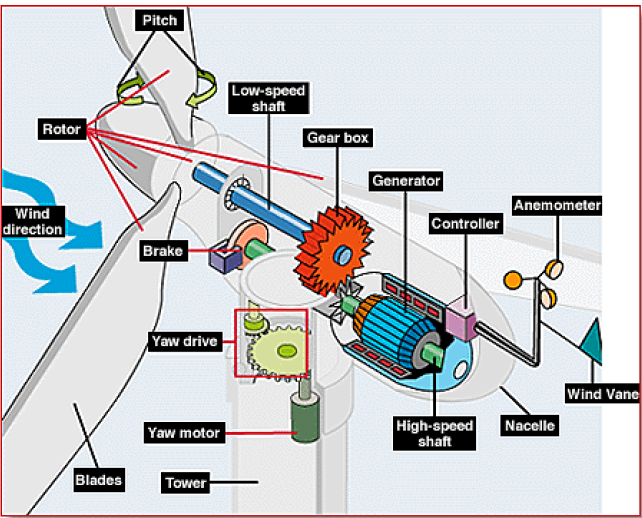 Pitch
Low-speed
shaft
Rotor
Gear box
Generator
Anemometer
Controller
Wind
direction
Brake
Yaw drive
Wind Vane
High-speed
shaft
Nacelle
Yaw motor
Blades
Tower